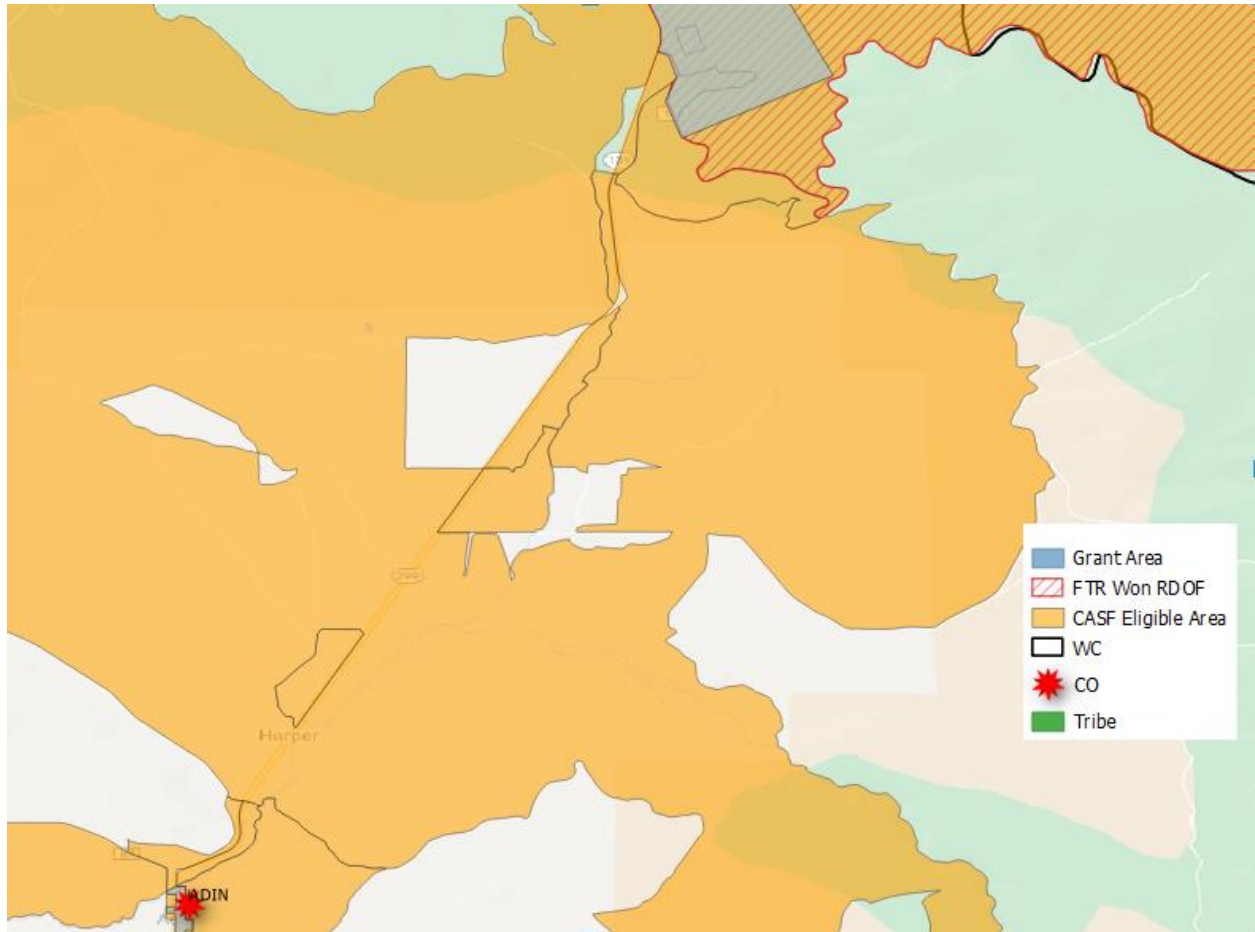 299
Grant Area
FTR Won RDOF
CASF Eligible Area
WC
CO
Tribe
Harper
ADIN